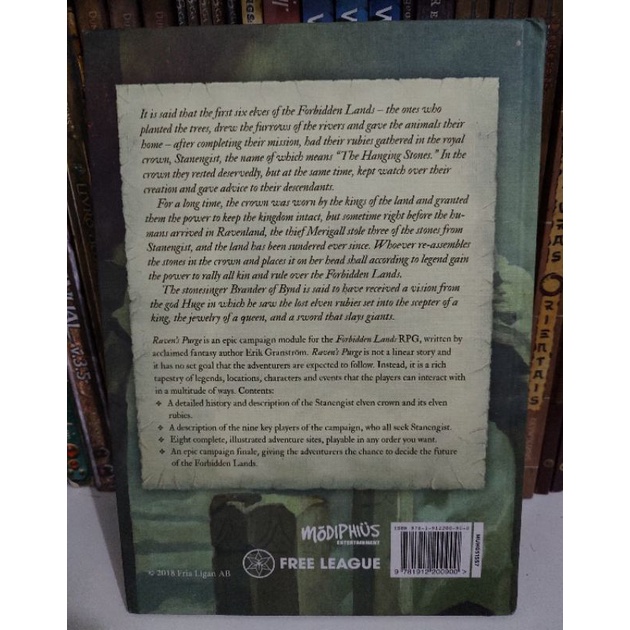 It is said that the first six elves of the Forbidden Lands – the ones who
planted the trees, drew the furrows of the rivers and gave the animals their
home – after completing their mission, had their rubies gathered in the royal
crown, Stanengist, the name of which means "The Hanging Stones." In the
crown they rested deservedly, but at the same time, kept watch over their
creation and gave advice to their descendants.
For a long time, the crown was worn by the kings of the land and granted
them the power to keep the kingdom intact, but sometime right before the hu-
mans arrived in Ravenland, the thief Merigall stole three of the stones from
Stanengist, and the land has been sundered ever since. Whoever re-assembles
the stones in the crown and places it on her head shall according to legend gain
the power to rally all kin and rule over the Forbidden Lands.
The stonesinger Brander of Bynd is said to have received a vision from
the god Huge in which he saw the lost elven rubies set into the scepter of a
king, the jewelry of a queen, and a sword that slays giants.
Raven's Purge is an epic campaign module for the Forbidden Lands RPG, written by
acclaimed fantasy author Erik Granström. Raven's Purge is not a linear story and
it has no set goal that the adventurers are expected to follow. Instead, it is a rich
tapestry of legends, locations, characters and events that the players can interact with
in a multitude of ways. Contents:
❖ A detailed history and description of the Stanengist elven crown and its elven
rubies.
❖ A description of the nine key players of the campaign, who all seek Stanengist.
❖ Eight complete, illustrated adventure sites, playable in any order you want.
❖ An epic campaign finale, giving the adventurers the chance to decide the future
of the Forbidden Lands.
MÖDIPHIÜS
ENTERTAINMENT
FREE LEAGUE
© 2018 Fria Ligan AB
ISBN 978-1-912200-90-0
9 781912 200900 >
MUH051557
ORIENTAIS